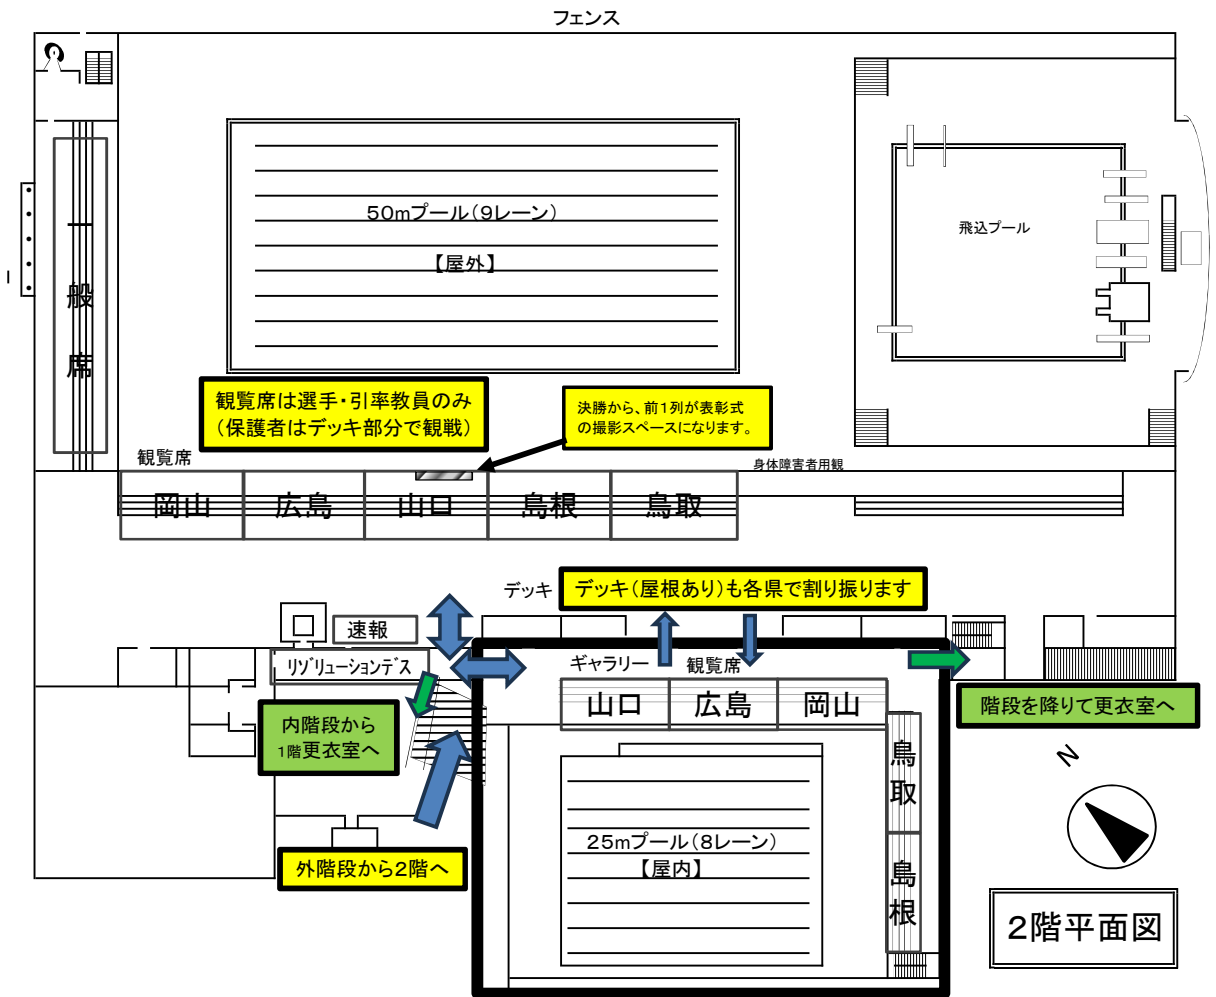 フェンス
50mプール(9レーン)
【屋外】
飛込プール
一般席
観覧席は選手・引率教員のみ
(保護者はデッキ部分で観戦)
決勝から、前1列が表彰式
の撮影スペースになります。
観覧席
身体障害者用観
岡山
広島
山口
島根
鳥取
デッキ
デッキ(屋根あり)も各県で割り振ります
速報
リゾリューションデス
ギャラリー
観覧席
山口
広島
岡山
鳥取
島根
内階段から
1階更衣室へ
階段を降りて更衣室へ
外階段から2階へ
25mプール(8レーン)
【屋内】
N
2階平面図